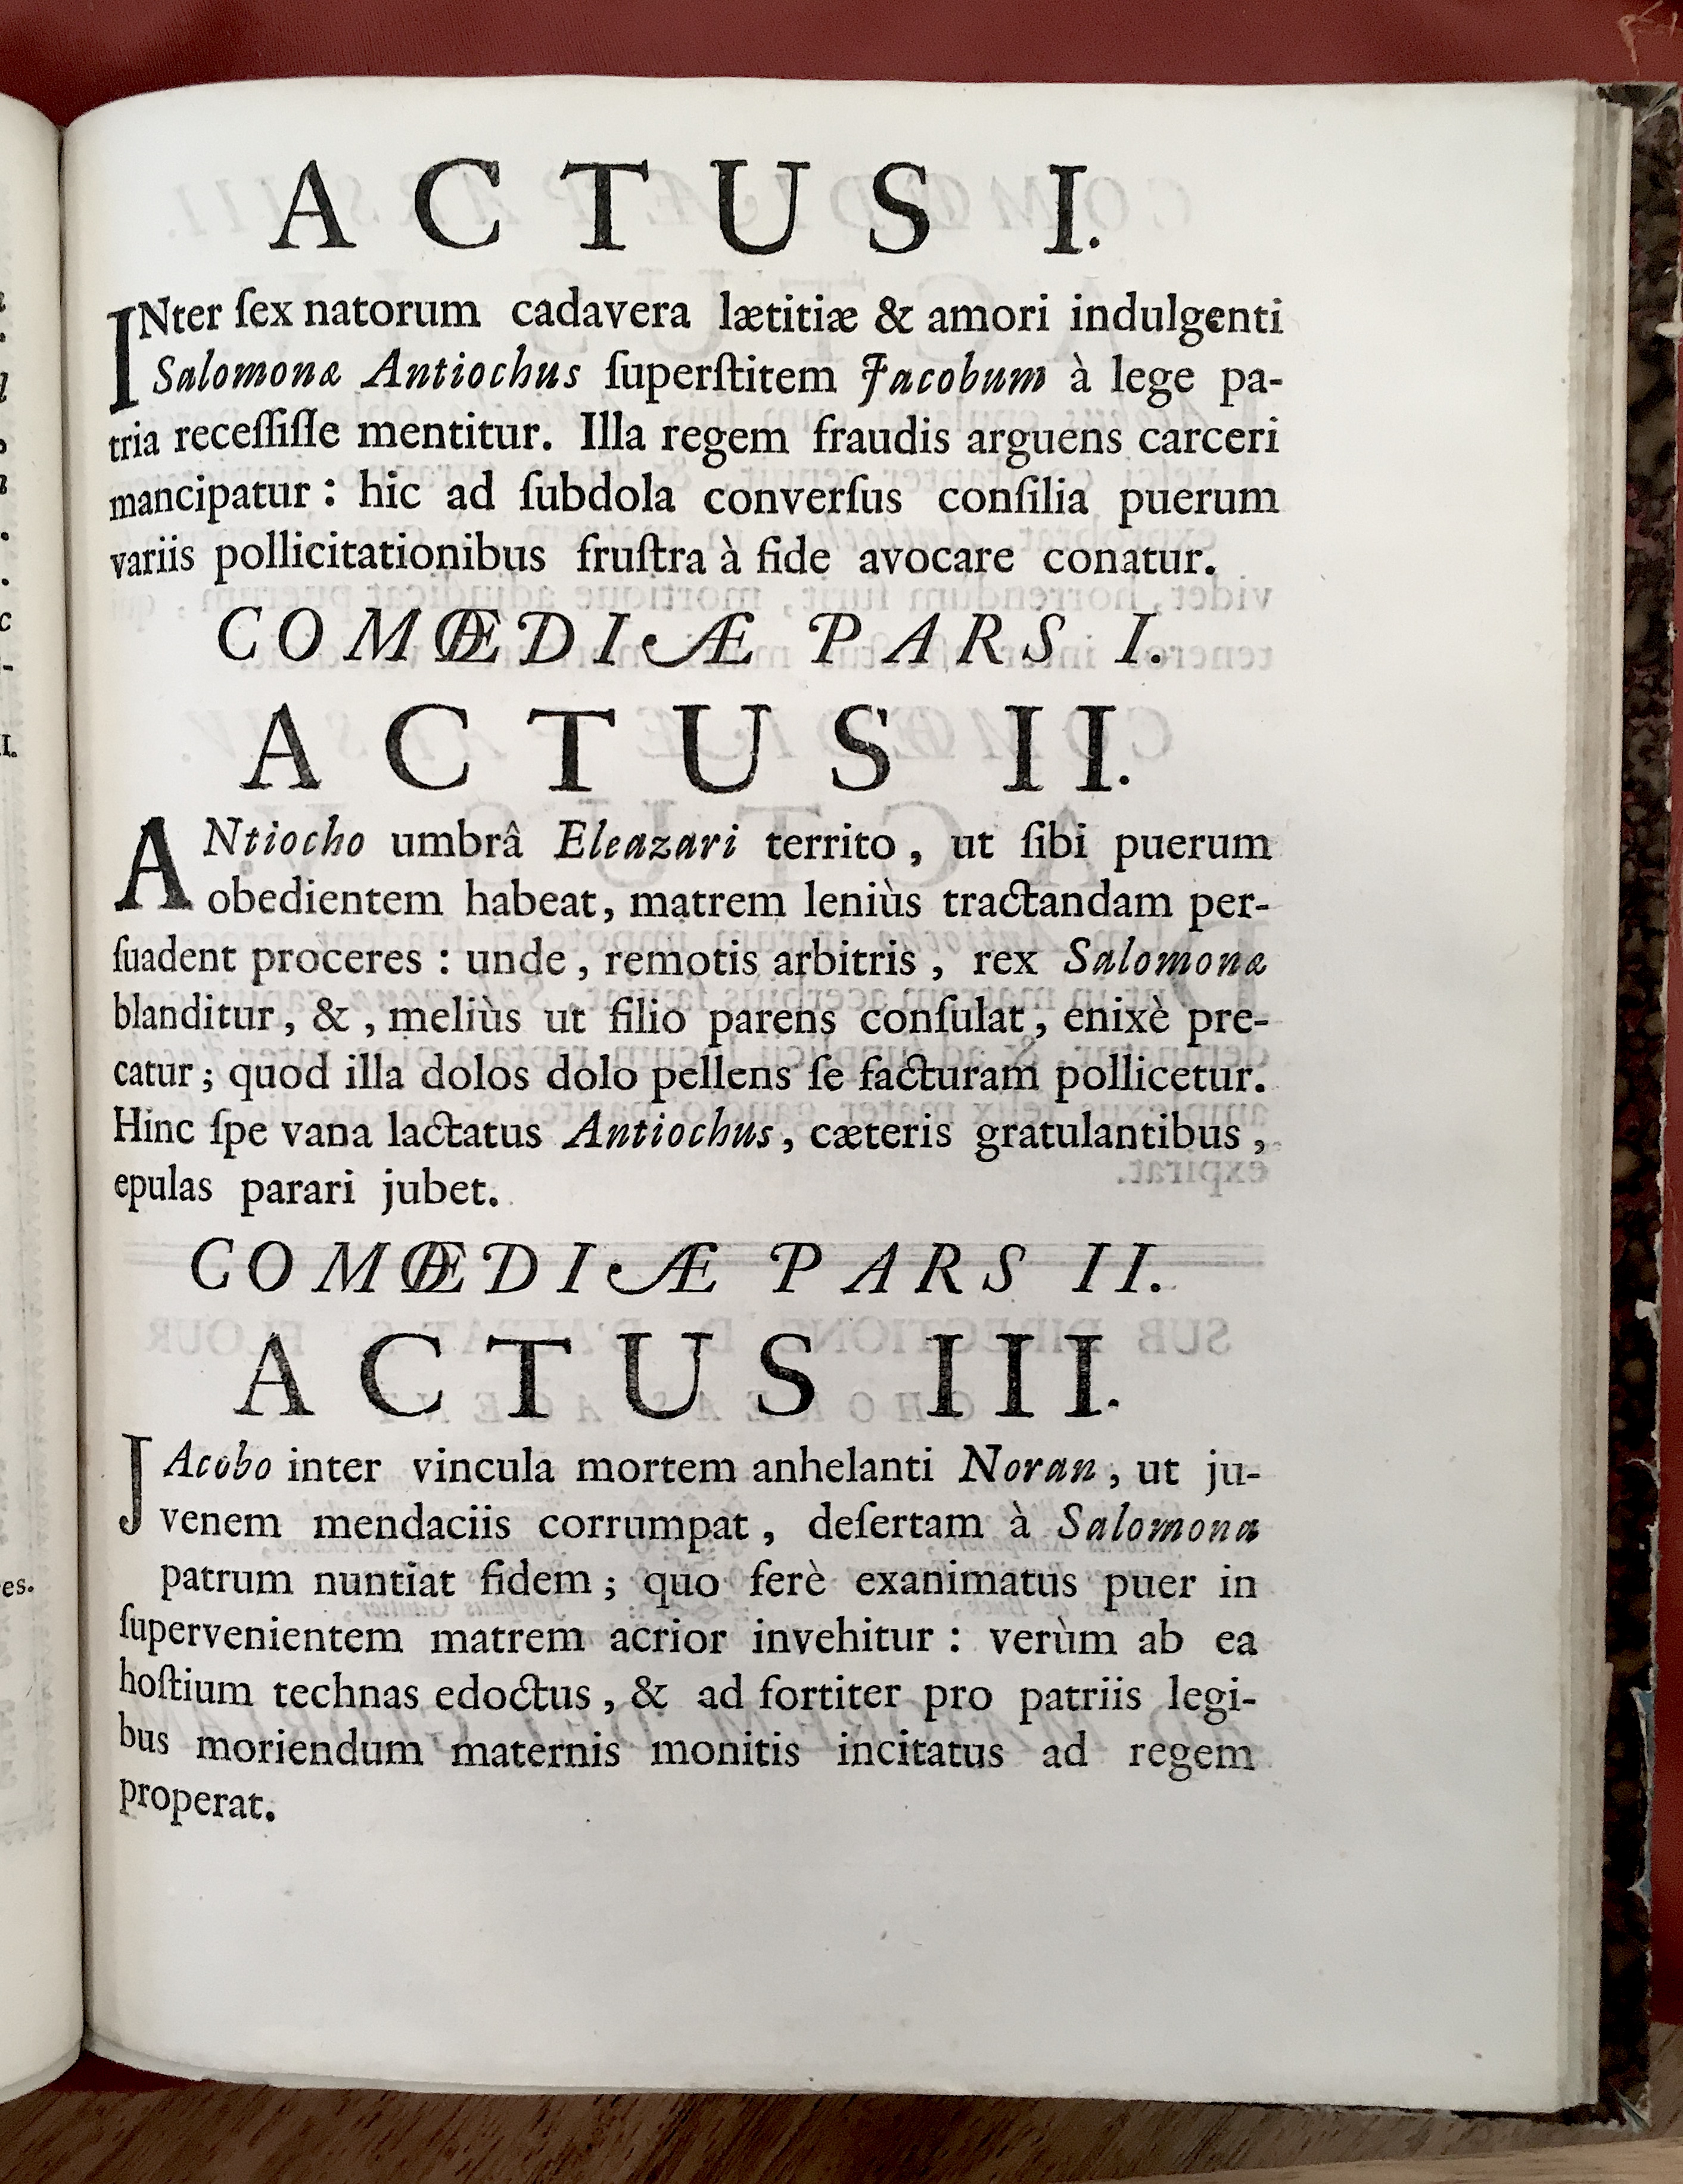 ACTUS I.
INter ſex natorum cadavera lætitiæ & amori indulgenti
Salomonæ Antiochus ſuperſtitem Jacobum à lege pa-
tria receſſiſſe mentitur. Illa regem fraudis arguens carceri
mancipatur : hic ad ſubdola converſus conſilia puerum
variis pollicitationibus fruſtra à fide avocare conatur.
COMŒDIÆ PARS I.
ACTUS II.
ANtiocho umbrâ Eleazari territo, ut ſibi puerum
obedientem habeat, matrem leniùs tractandam per-
ſuadent proceres : unde, remotis arbitris, rex Salomonæ
blanditur, &, meliùs ut filio parens conſulat, enixè pre-
catur ; quod illa dolos dolo pellens ſe facturam pollicetur.
Hinc ſpe vana lactatus Antiochus, cæteris gratulantibus,
epulas parari jubet.
COMŒDIÆ PARS II.
ACTUS III.
JAcobo inter vincula mortem anhelanti Noran, ut ju-
venem mendaciis corrumpat, deſertam à Salomona
patrum nuntiat fidem ; quo ferè exanimatus puer in
ſupervenientem matrem acrior invehitur : verùm ab ea
hoſtium technas edoctus, & ad fortiter pro patriis legi-
bus moriendum maternis monitis incitatus ad regem
properat.